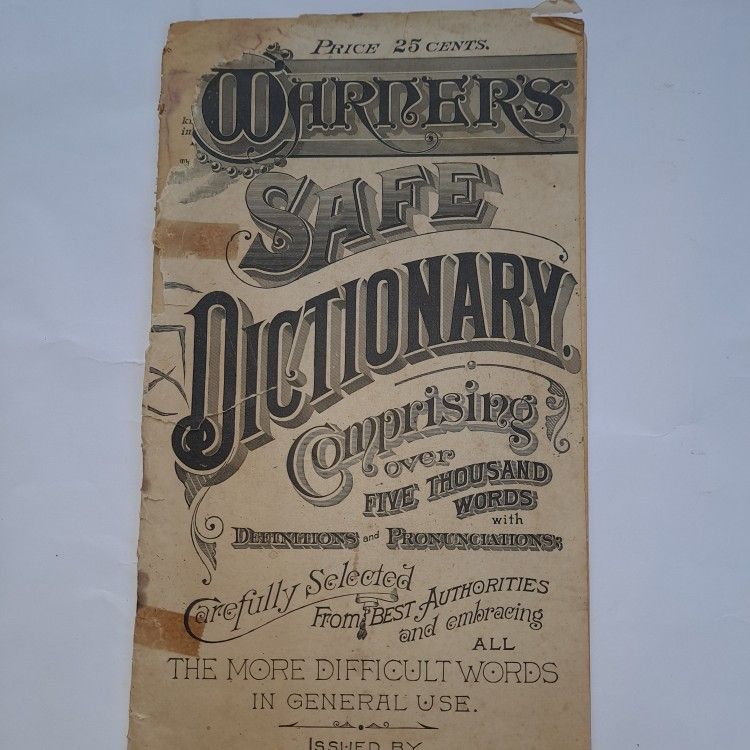 PRICE 25 CENTS.
WARNER'S
SAFE
DICTIONARY.
Comprising
over
FIVE THOUSAND
WORDS
with
DEFINITIONS and PRONUNCIATIONS;
Carefully Selected
From BEST AUTHORITIES
and embracing
ALL
THE MORE DIFFICULT WORDS
IN GENERAL USE.
ISSUED BY